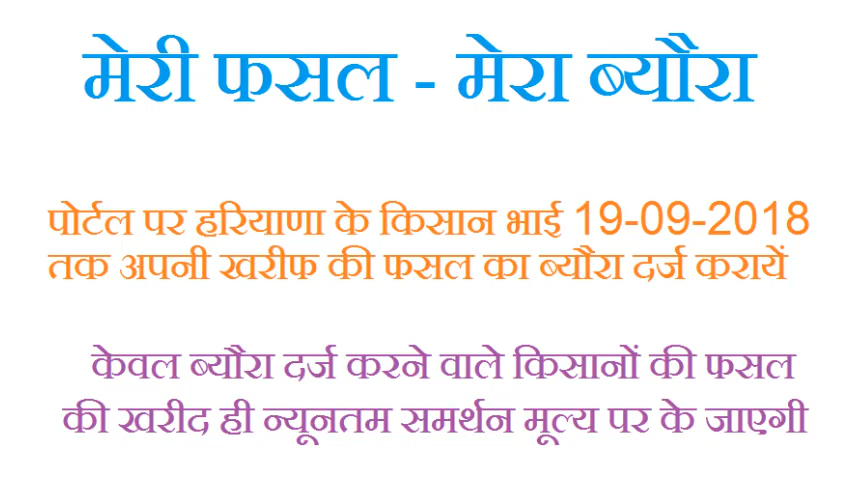 मेरी फसल - मेरा ब्यौरा
पोर्टल पर हरियाणा के किसान भाई 19-09-2018
तक अपनी खरीफ की फसल का ब्यौरा दर्ज करायें
केवल ब्यौरा दर्ज करने वाले किसानों की फसल
की खरीद ही न्यूनतम समर्थन मूल्य पर के जाएगी